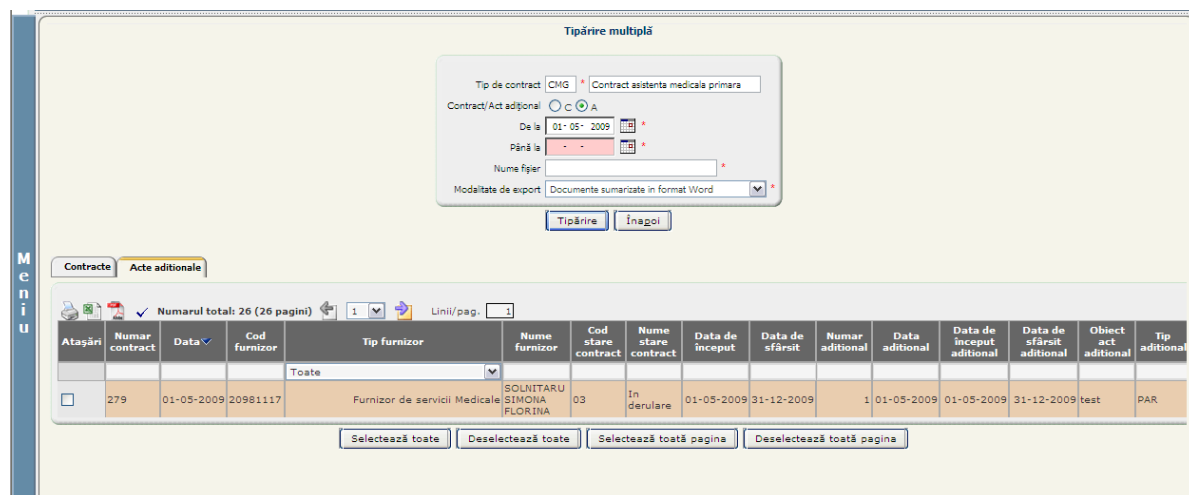 Tipărire multiplă
Tip de contract CMG * Contract asistenta medicala primara
Contract/Act adițional C A
De la 01-05- 2009 *
Până la - - *
Nume fișier *
Modalitate de export Documente sumarizate in format Word *
Tipărire Înapoi
Meniu
Contracte Acte aditionale
Numarul total: 26 (26 pagini) 1 Linii/pag. 1
Atașări Numar contract Data Cod furnizor Tip furnizor Nume furnizor Cod stare contract Nume stare contract Data de început Data de sfârsit Numar aditional Data aditional Data de început aditional Data de sfârsit aditional Obiect act aditional Tip aditional
Toate
279 01-05-2009 20981117 Furnizor de servicii Medicale SOLNITARU SIMONA FLORINA 03 In derulare 01-05-2009 31-12-2009 1 01-05-2009 01-05-2009 31-12-2009 test PAR
Selectează toate Deselectează toate Selectează toată pagina Deselectează toată pagina